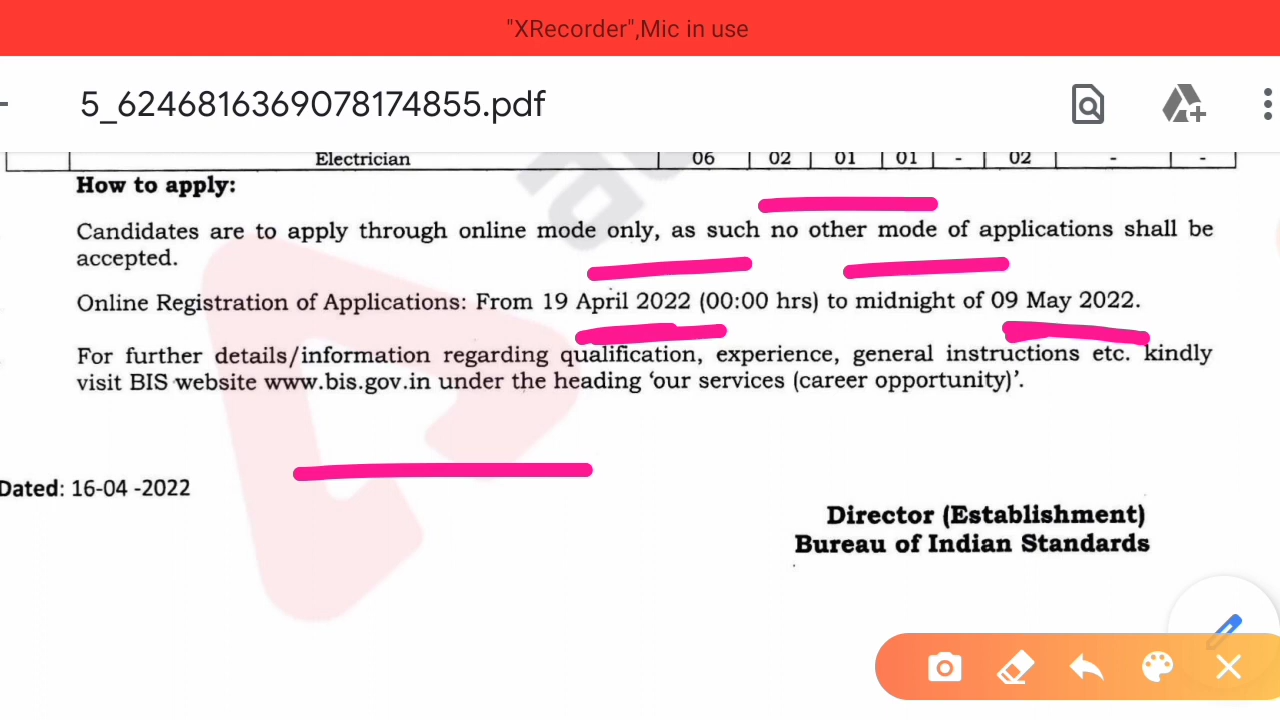 "XRecorder",Mic in use
5_6246816369078174855.pdf
Electrician 06 02 01 01 - 02 - -
How to apply:
Candidates are to apply through online mode only, as such no other mode of applications shall be
accepted.
Online Registration of Applications: From 19 April 2022 (00:00 hrs) to midnight of 09 May 2022.
For further details/information regarding qualification, experience, general instructions etc. kindly
visit BIS website www.bis.gov.in under the heading 'our services (career opportunity)'.
Dated: 16-04 -2022
Director (Establishment)
Bureau of Indian Standards